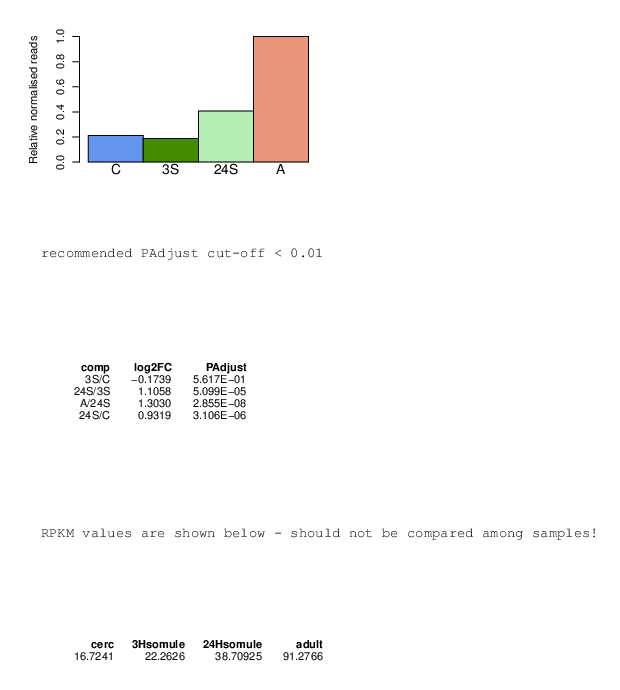 Relative normalised reads
1.0
0.8
0.6
0.4
0.2
0.0
C 3S 24S A
recommended PAdjust cut-off < 0.01
comp log2FC PAdjust
3S/C −0.1739 5.617E−01
24S/3S 1.1058 5.099E−05
A/24S 1.3030 2.855E−08
24S/C 0.9319 3.106E−06
RPKM values are shown below - should not be compared among samples!
cerc 3Hsomule 24Hsomule adult
16.7241 22.2626 38.70925 91.2766